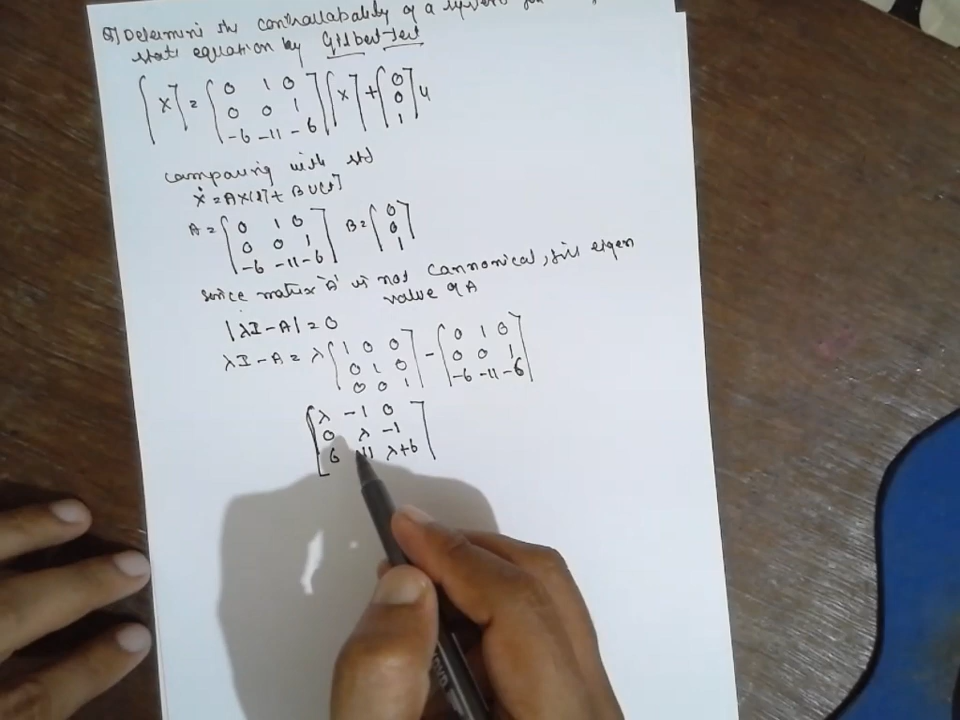 Q) Determine the contrallabality of a system
state equation by Gilbert test
[X] = [0 1 0 [X] + [0 u
0 0 1 0
-6 -11 -6] 1]
comparing with std
Ẋ = AX(t) + BU(t)
A = [0 1 0 B = [0
0 0 1 0
-6 -11 -6] 1]
since matrix 'A' is not cannonical, eigen
value of A
|λI - A| = 0
λI - A = λ [1 0 0 - [0 1 0
0 1 0 0 0 1
0 0 1] -6 -11 -6]
[λ -1 0
0 λ -1
6 11 λ+6]